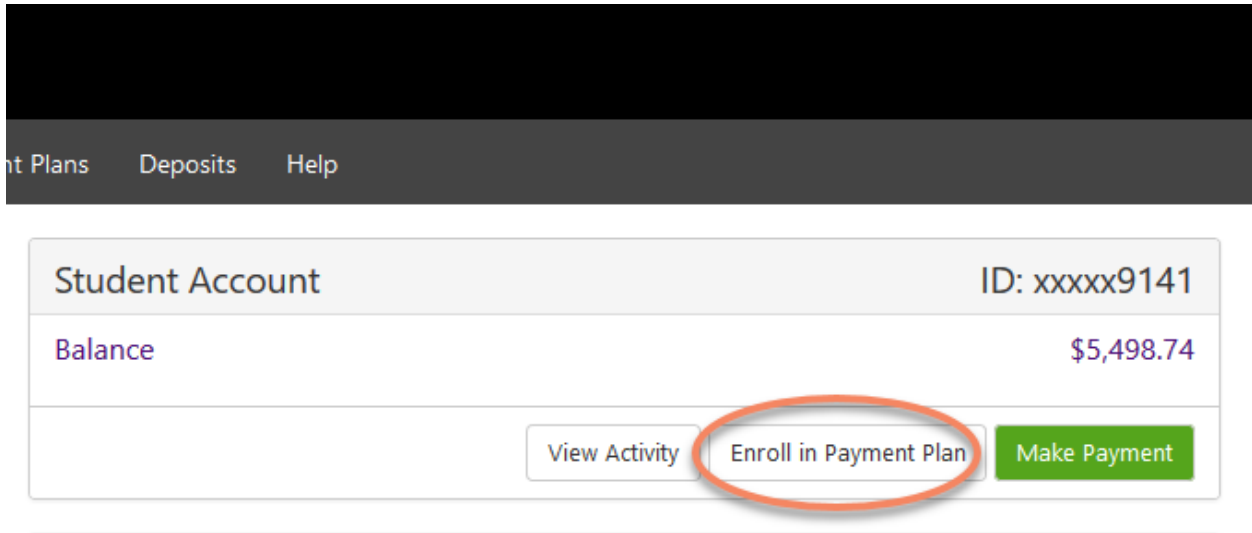 nt Plans Deposits Help
Student Account ID: xxxxx9141
Balance $5,498.74
View Activity Enroll in Payment Plan Make Payment